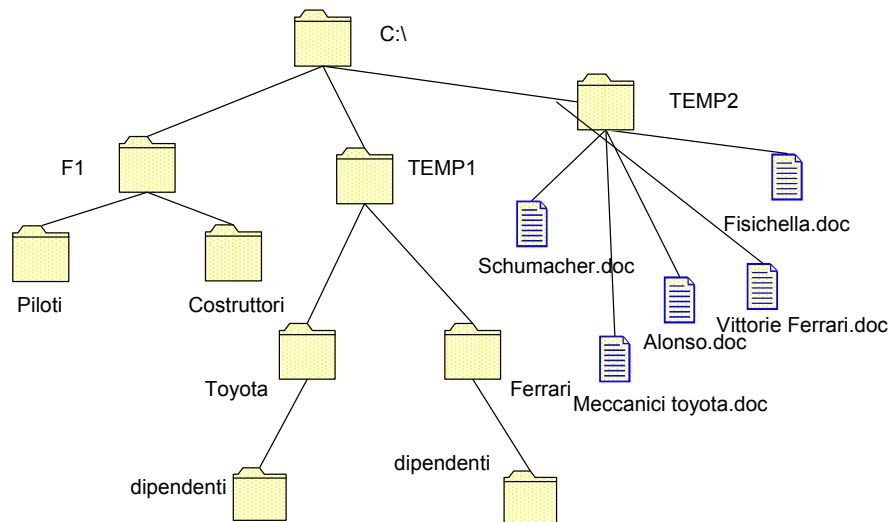 C:\
TEMP2
F1
TEMP1
Fisichella.doc
Schumacher.doc
Piloti
Costruttori
Vittorie Ferrari.doc
Alonso.doc
Toyota
Ferrari
Meccanici toyota.doc
dipendenti
dipendenti